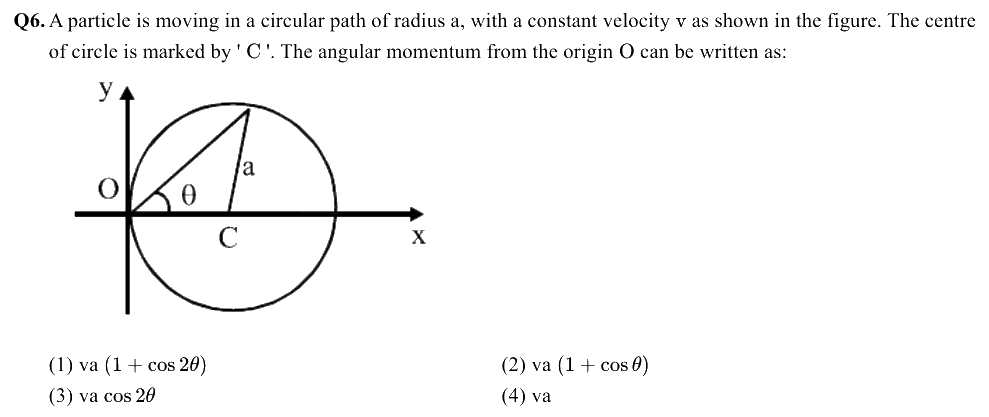 Q6. A particle is moving in a circular path of radius a, with a constant velocity v as shown in the figure. The centre
of circle is marked by ' C '. The angular momentum from the origin O can be written as:
y
O
θ
a
C
x
(1) va (1 + cos 2θ)
(2) va (1 + cos θ)
(3) va cos 2θ
(4) va